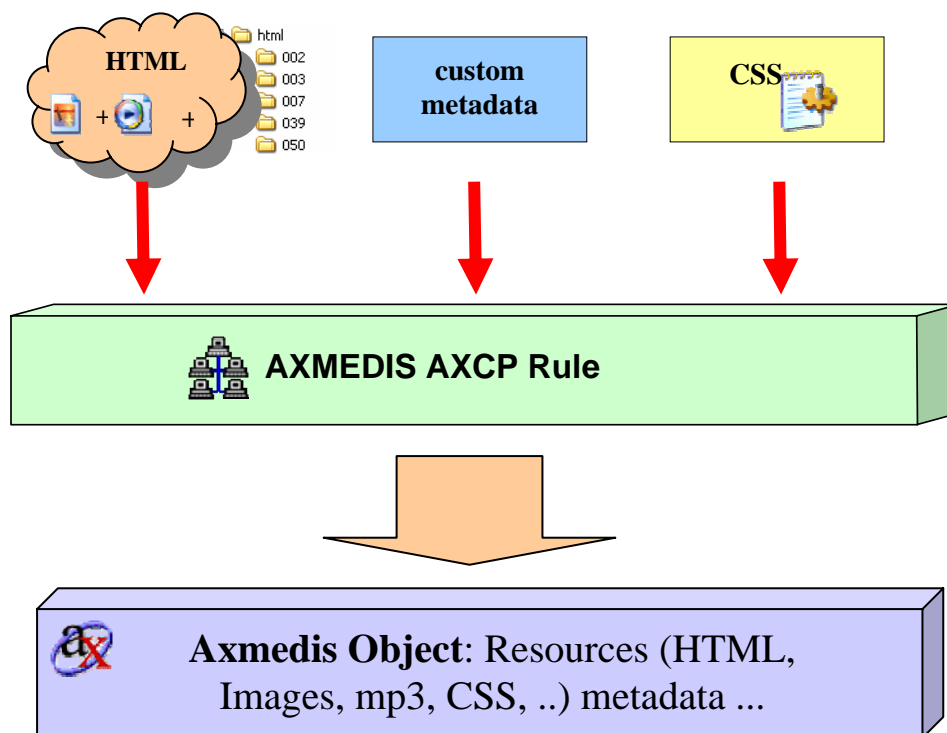 html
002
003
007
039
050
HTML
+ +
custom
metadata
CSS
AXMEDIS AXCP Rule
ax
Axmedis Object: Resources (HTML,
Images, mp3, CSS, ..) metadata ...